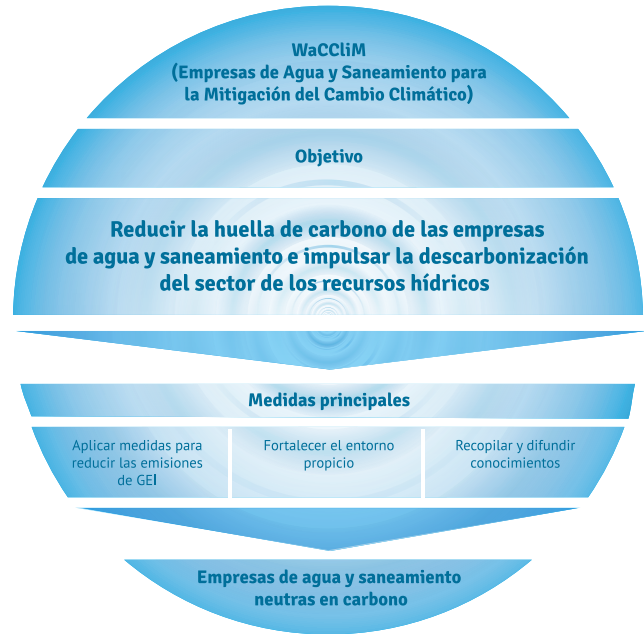 WaCCliM
(Empresas de Agua y Saneamiento para
la Mitigación del Cambio Climático)
Objetivo
Reducir la huella de carbono de las empresas
de agua y saneamiento e impulsar la descarbonización
del sector de los recursos hídricos
Medidas principales
Aplicar medidas para
reducir las emisiones
de GEI
Fortalecer el entorno
propicio
Recopilar y difundir
conocimientos
Empresas de agua y saneamiento
neutras en carbono